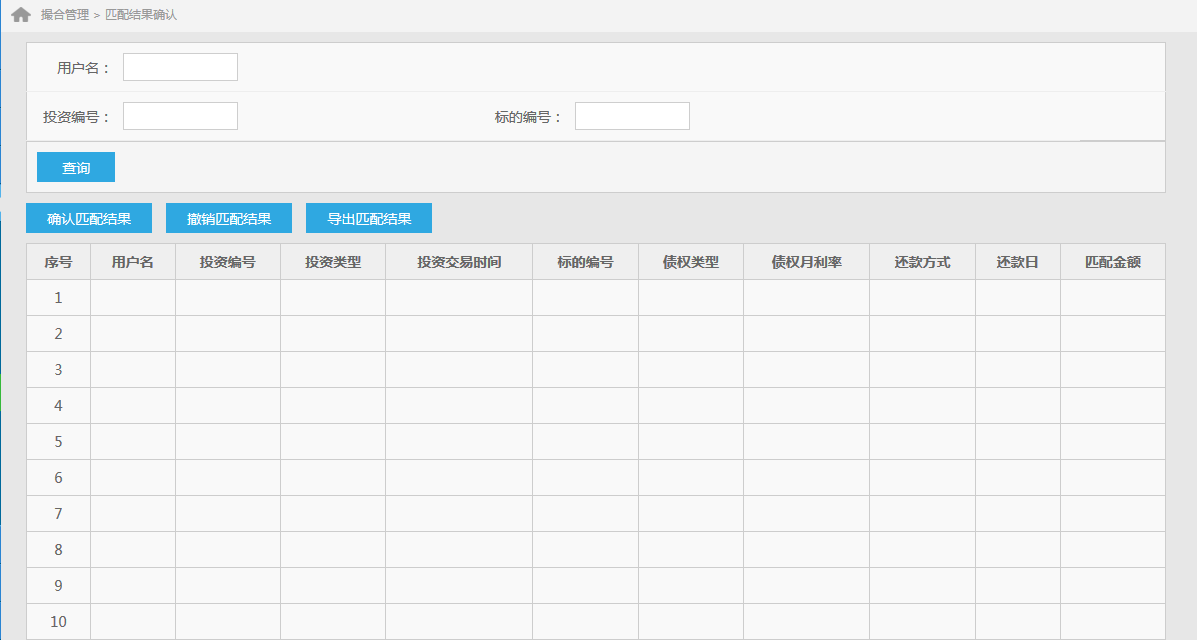 撮合管理 > 匹配结果确认
用户名：
投资编号： 标的编号：
查询
确认匹配结果 撤销匹配结果 导出匹配结果
序号 用户名 投资编号 投资类型 投资交易时间 标的编号 债权类型 债权月利率 还款方式 还款日 匹配金额
1
2
3
4
5
6
7
8
9
10